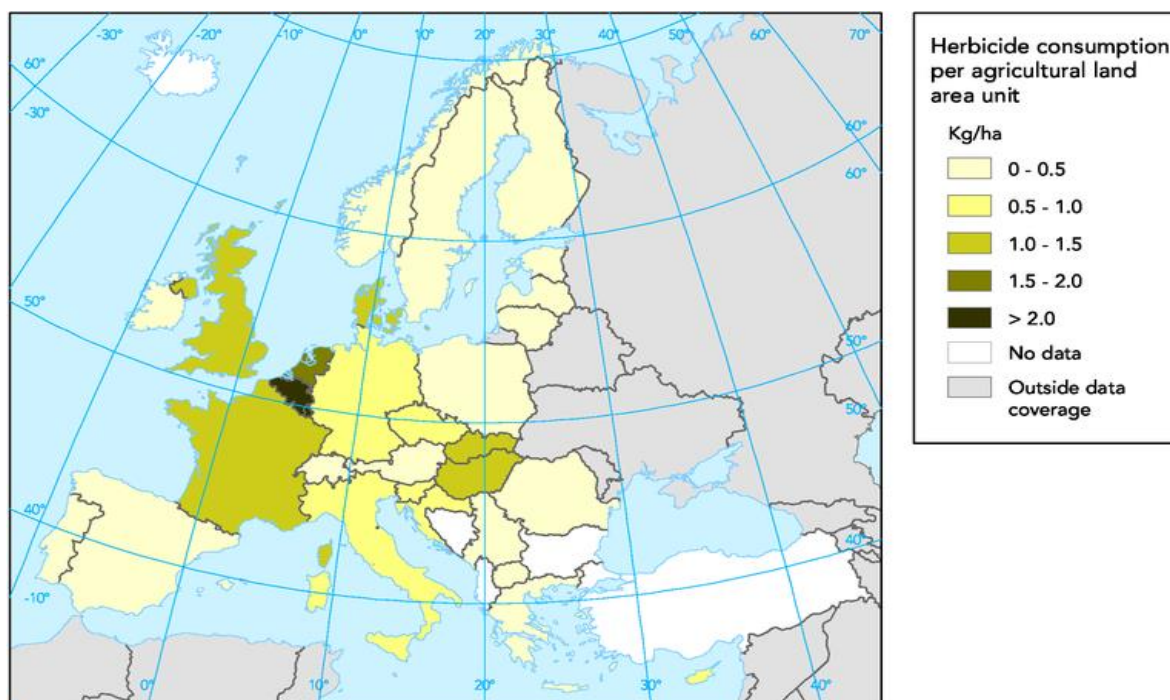 -30°
-20°
-10°
0°
10°
20°
30°
40°
50°
60°
70°
60°
-30°
50°
40°
-10°
60°
60°
50°
50°
40°
0°
10°
20°
30°
40°
Herbicide consumption
per agricultural land
area unit
Kg/ha
0 - 0.5
0.5 - 1.0
1.0 - 1.5
1.5 - 2.0
> 2.0
No data
Outside data
coverage